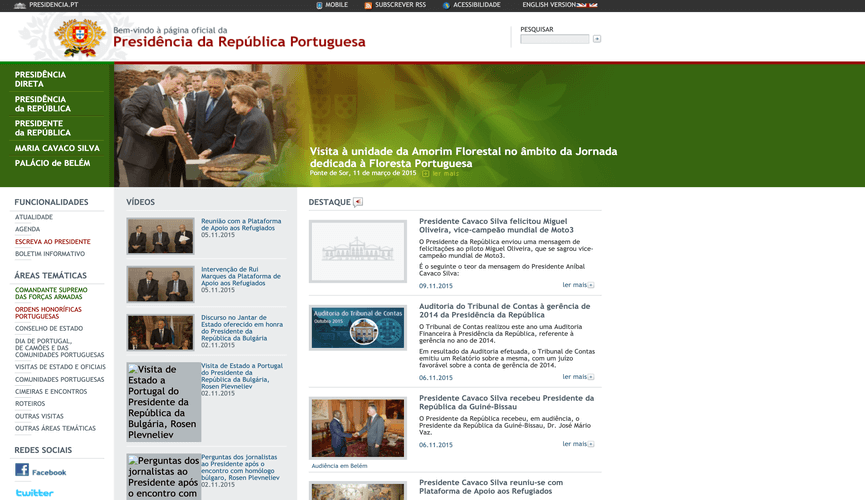 PRESIDENCIA.PT
MOBILE
SUBSCREVER RSS
ACESSIBILIDADE
ENGLISH VERSION
Bem-vindo à página oficial da
Presidência da República Portuguesa
PESQUISAR
PRESIDÊNCIA
DIRETA
PRESIDÊNCIA
da REPÚBLICA
PRESIDENTE
da REPÚBLICA
MARIA CAVACO SILVA
PALÁCIO de BELÉM
Visita à unidade da Amorim Florestal no âmbito da Jornada
dedicada à Floresta Portuguesa
Ponte de Sor, 11 de março de 2015
ler mais
FUNCIONALIDADES
ATUALIDADE
AGENDA
ESCREVA AO PRESIDENTE
BOLETIM INFORMATIVO
ÁREAS TEMÁTICAS
COMANDANTE SUPREMO
DAS FORÇAS ARMADAS
ORDENS HONORÍFICAS
PORTUGUESAS
CONSELHO DE ESTADO
DIA DE PORTUGAL,
DE CAMÕES E DAS
COMUNIDADES PORTUGUESAS
VISITAS DE ESTADO E OFICIAIS
COMUNIDADES PORTUGUESAS
CIMEIRAS E ENCONTROS
ROTEIROS
OUTRAS VISITAS
OUTRAS ÁREAS TEMÁTICAS
REDES SOCIAIS
Facebook
twitter
VÍDEOS
Reunião com a Plataforma
de Apoio aos Refugiados
05.11.2015
Intervenção de Rui
Marques da Plataforma de
Apoio aos Refugiados
05.11.2015
Discurso no Jantar de
Estado oferecido em honra
do Presidente da
República da Bulgária
02.11.2015
Visita de
Estado a
Portugal do
Presidente da
República da
Bulgária, Rosen
Plevneliev
Visita de Estado a Portugal
do Presidente da
República da Bulgária,
Rosen Plevneliev
02.11.2015
Perguntas dos
jornalistas ao
Presidente após
o encontro com
Perguntas dos jornalistas
ao Presidente após o
encontro com homólogo
búlgaro, Rosen Plevneliev
02.11.2015
DESTAQUE
Presidente Cavaco Silva felicitou Miguel
Oliveira, vice-campeão mundial de Moto3
O Presidente da República enviou uma mensagem de
felicitações ao piloto Miguel Oliveira, que se sagrou vice-
campeão mundial de Moto3.
É o seguinte o teor da mensagem do Presidente Aníbal
Cavaco Silva:
09.11.2015
ler mais
Auditoria do Tribunal de Contas
Outubro 2015
Auditoria do Tribunal de Contas à gerência de
2014 da Presidência da República
O Tribunal de Contas realizou este ano uma Auditoria
Financeira à Presidência da República, referente à
gerência no ano de 2014.
Em resultado da Auditoria efetuada, o Tribunal de Contas
emitiu um Relatório sobre a mesma, com um juízo
favorável sobre a conta de gerência de 2014.
06.11.2015
ler mais
Presidente Cavaco Silva recebeu Presidente da
República da Guiné-Bissau
O Presidente da República recebeu, em audiência, o
Presidente da República da Guiné-Bissau, Dr. José Mário
Vaz.
06.11.2015
ler mais
Audiência em Belém
Presidente Cavaco Silva reuniu-se com
Plataforma de Apoio aos Refugiados